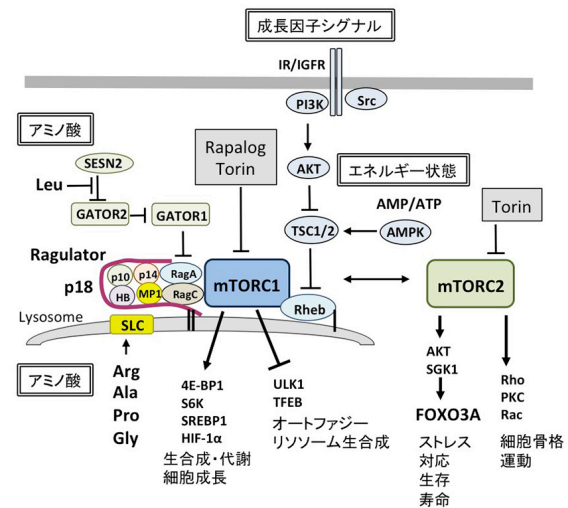 成長因子シグナル
IR/IGFR
PI3K
Src
アミノ酸
SESN2
Leu
GATOR2
GATOR1
Rapalog
Torin
AKT
エネルギー状態
AMP/ATP
TSC1/2
AMPK
Torin
Ragulator
p18
p10
p14
RagA
HB
MP1
RagC
mTORC1
Rheb
mTORC2
Lysosome
SLC
アミノ酸
Arg
Ala
Pro
Gly
4E-BP1
S6K
SREBP1
HIF-1α
生合成・代謝
細胞成長
ULK1
TFEB
オートファジー
リソソーム生合成
AKT
SGK1
FOXO3A
ストレス
対応
生存
寿命
Rho
PKC
Rac
細胞骨格
運動